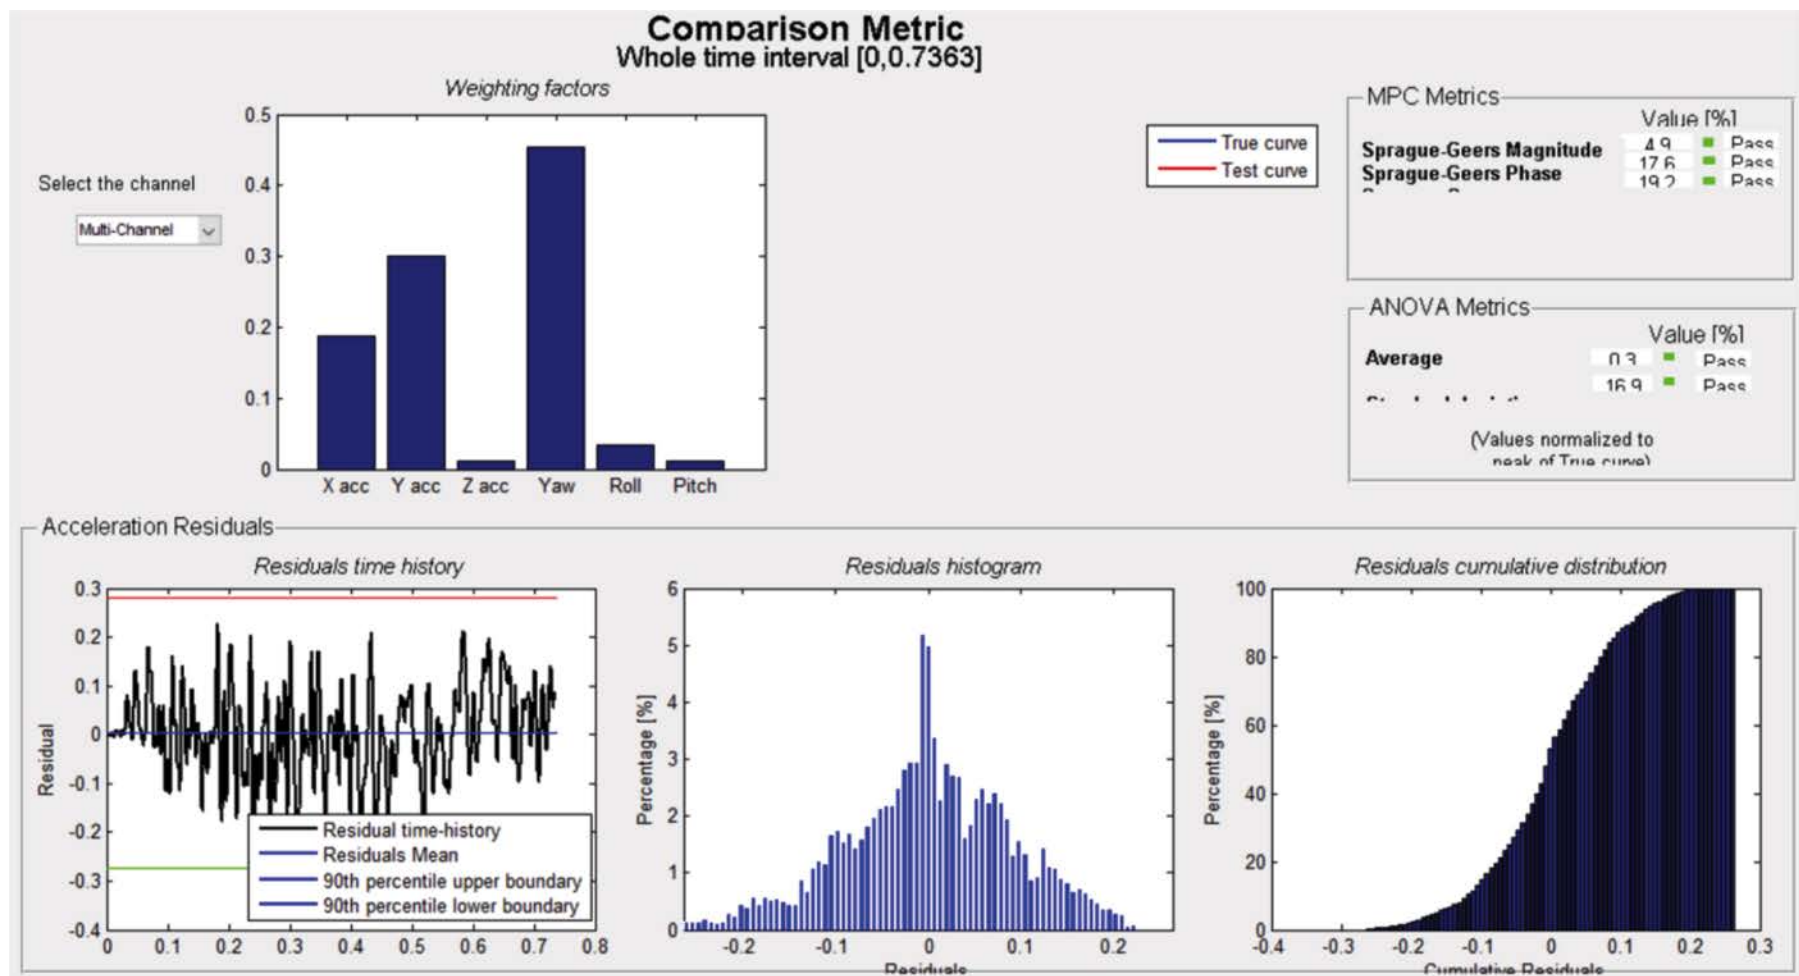 Comparison Metric
Whole time interval [0,0.7363]
Weighting factors
0.5
0.4
0.3
0.2
0.1
0
X acc Y acc Z acc Yaw Roll Pitch
Select the channel
Multi-Channel
True curve
Test curve
MPC Metrics
Value [%]
Sprague-Geers Magnitude 4.9 Pass
Sprague-Geers Phase 17.6 Pass
19.2 Pass
ANOVA Metrics
Value [%]
Average 0.3 Pass
16.9 Pass
(Values normalized to
peak of True curve)
Acceleration Residuals
Residuals time history
0.3
0.2
0.1
0
-0.1
-0.2
-0.3
-0.4
Residual
0 0.1 0.2 0.3 0.4 0.5 0.6 0.7 0.8
Residual time-history
Residuals Mean
90th percentile upper boundary
90th percentile lower boundary
Residuals histogram
6
5
4
3
2
1
0
Percentage [%]
-0.2 -0.1 0 0.1 0.2
Residuals
Residuals cumulative distribution
100
80
60
40
20
0
Percentage [%]
-0.4 -0.3 -0.2 -0.1 0 0.1 0.2 0.3
Cumulative Residuals